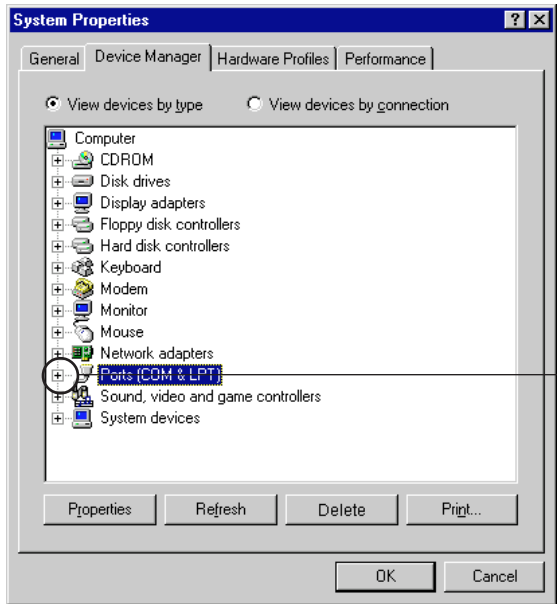 System Properties
General Device Manager Hardware Profiles Performance
View devices by type View devices by connection
Computer
CDROM
Disk drives
Display adapters
Floppy disk controllers
Hard disk controllers
Keyboard
Modem
Monitor
Mouse
Network adapters
Ports (COM & LPT)
Sound, video and game controllers
System devices
Properties Refresh Delete Print...
OK Cancel